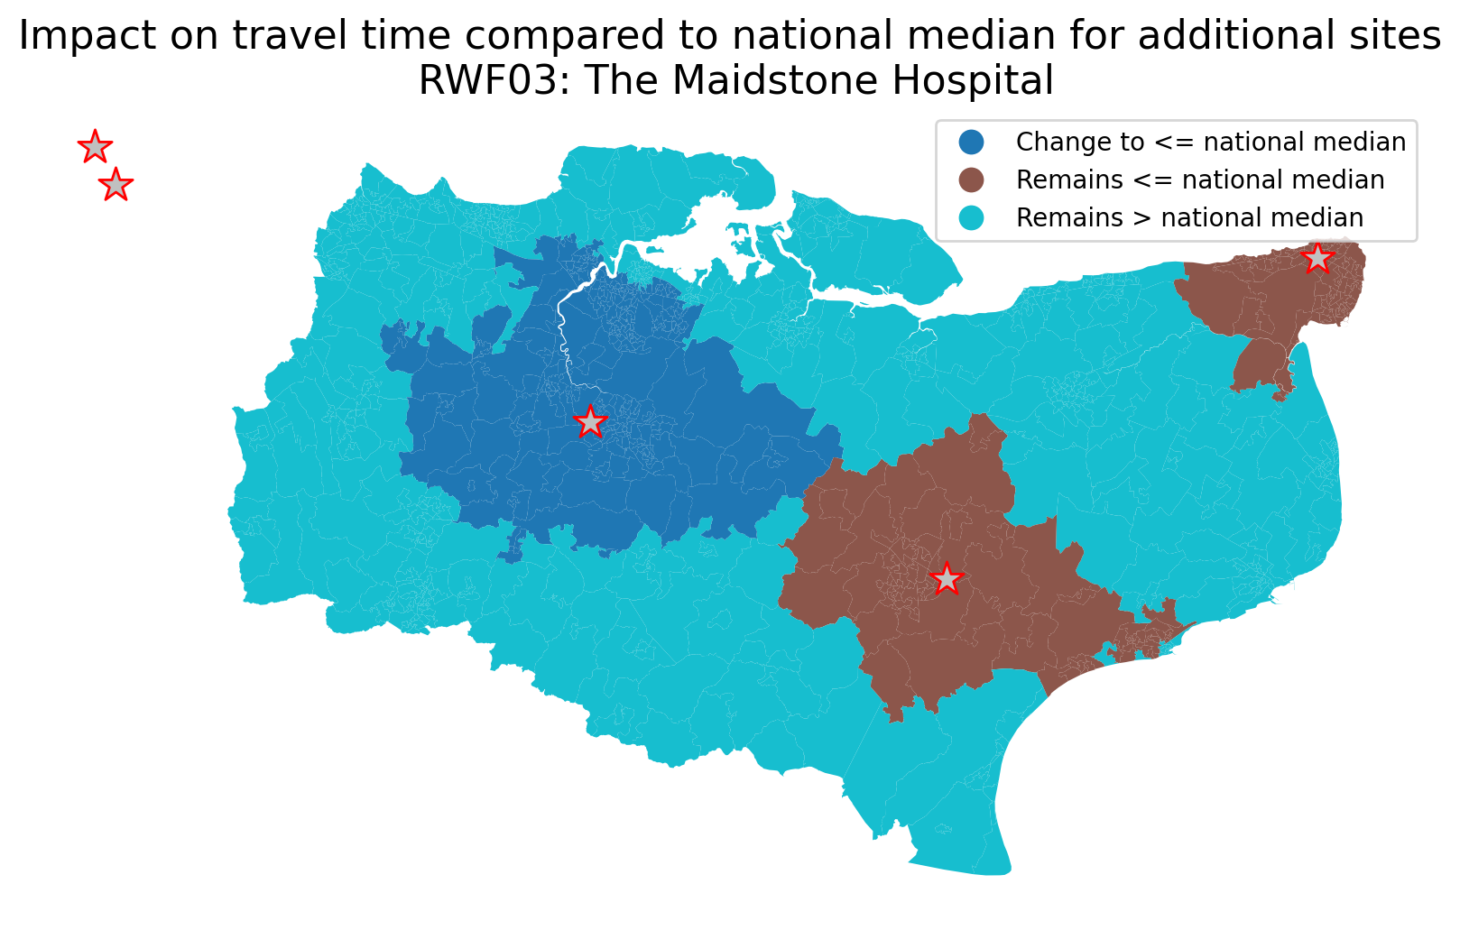 Impact on travel time compared to national median for additional sites
RWF03: The Maidstone Hospital
Change to <= national median
Remains <= national median
Remains > national median